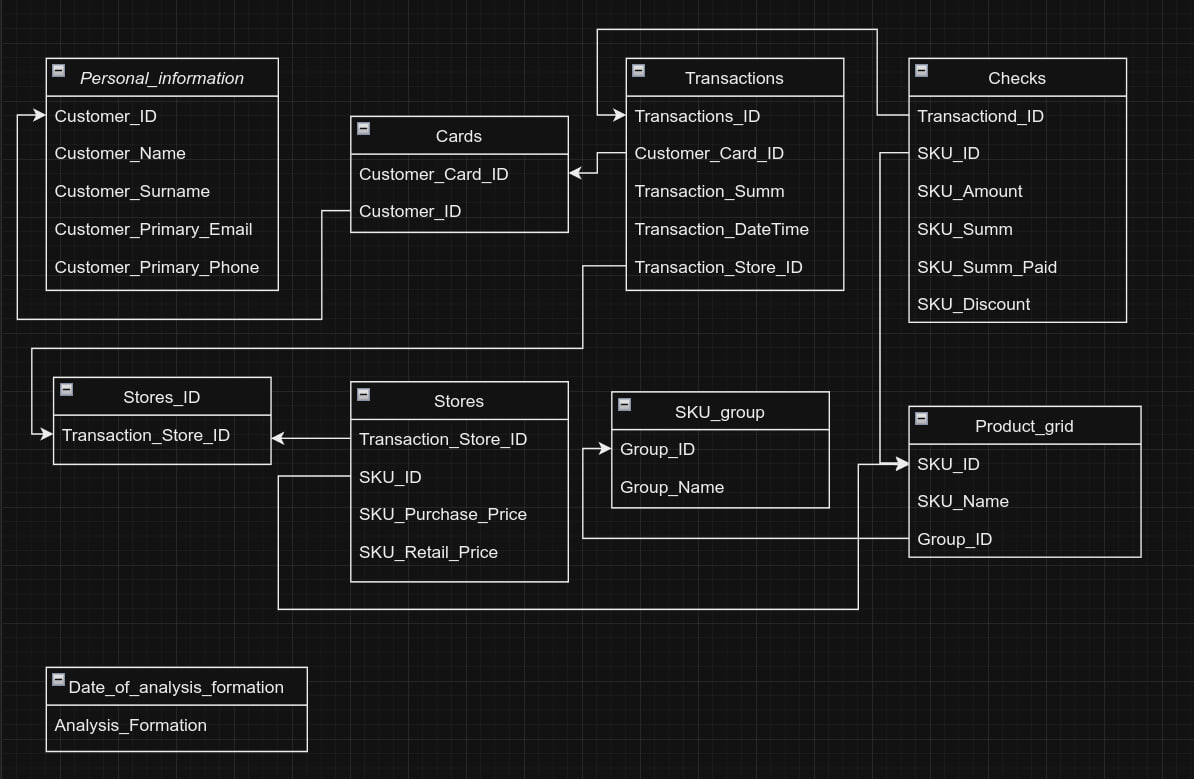 Personal_information
Customer_ID
Customer_Name
Customer_Surname
Customer_Primary_Email
Customer_Primary_Phone
Cards
Customer_Card_ID
Customer_ID
Transactions
Transactions_ID
Customer_Card_ID
Transaction_Summ
Transaction_DateTime
Transaction_Store_ID
Checks
Transactiond_ID
SKU_ID
SKU_Amount
SKU_Summ
SKU_Summ_Paid
SKU_Discount
Stores_ID
Transaction_Store_ID
Stores
Transaction_Store_ID
SKU_ID
SKU_Purchase_Price
SKU_Retail_Price
SKU_group
Group_ID
Group_Name
Product_grid
SKU_ID
SKU_Name
Group_ID
Date_of_analysis_formation
Analysis_Formation